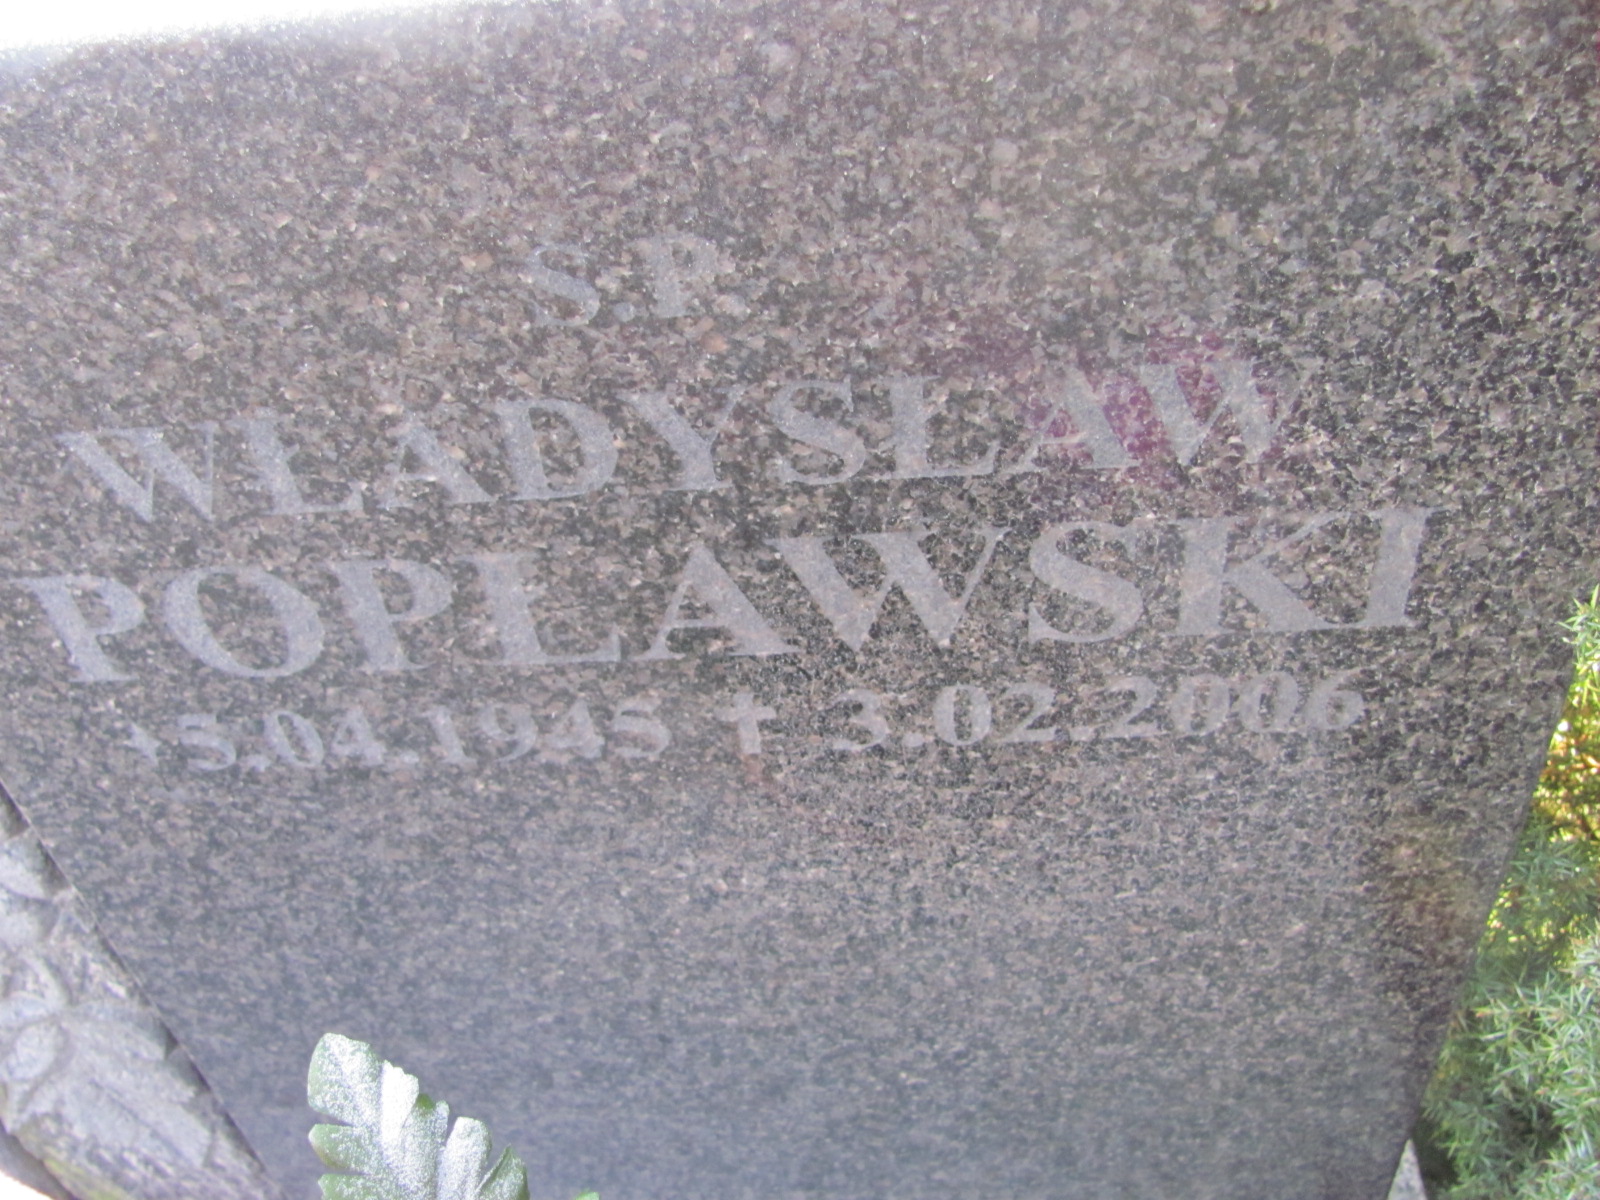 Ś.P.
WŁADYSŁAW
POPŁAWSKI
*5.04.1945 ✝ 3.02.2006